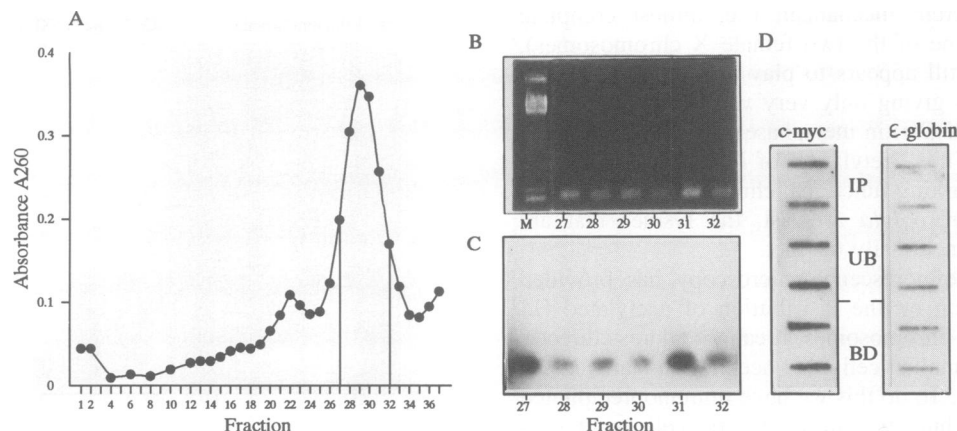 A
0.4
0.3
0.2
0.1
0
Absorbance A260
1 2 4 6 8 10 12 14 16 18 20 22 24 26 28 30 32 34 36
Fraction
B
M 27 28 29 30 31 32
C
27 28 29 30 31 32
Fraction
D
c-myc
Ɛ-globin
IP
UB
BD